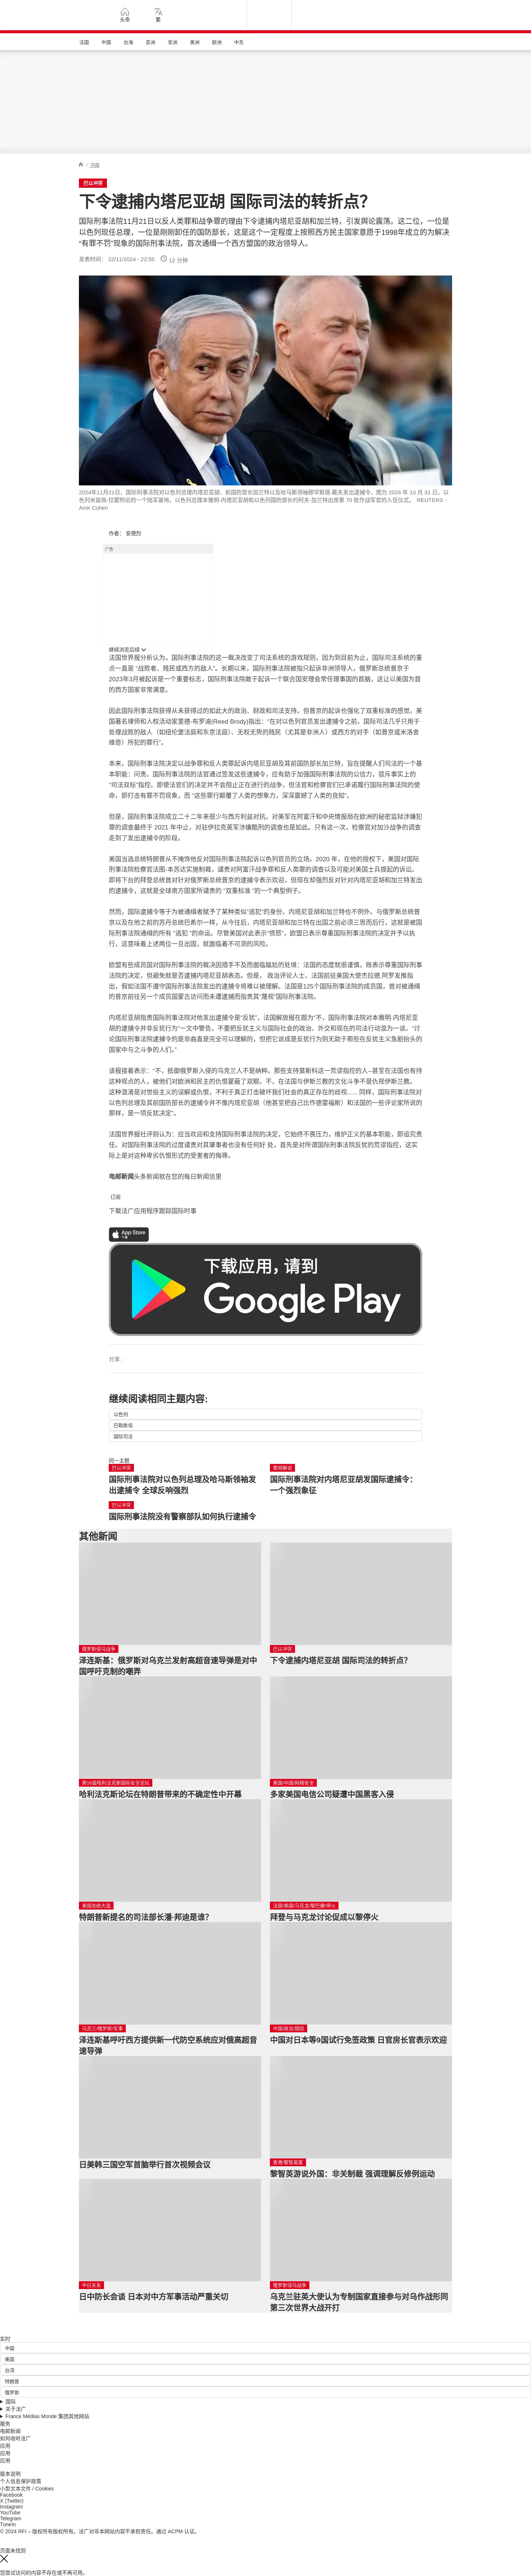 头条
繁
法国
中国
台海
亚洲
非洲
美洲
欧洲
中东
/ 寻踪
巴以冲突
下令逮捕内塔尼亚胡 国际司法的转折点？
国际刑事法院11月21日以反人类罪和战争罪的理由下令逮捕内塔尼亚胡和加兰特，引发舆论震荡。这二位，一位是
以色列现任总理，一位是刚刚卸任的国防部长，这是这个一定程度上按照西方民主国家意愿于1998年成立的为解决
“有罪不罚”现象的国际刑事法院，首次通缉一个西方盟国的政治领导人。
发表时间： 22/11/2024 - 22:55
12 分钟
2024年11月21日，国际刑事法院对以色列总理内塔尼亚胡、前国防部长加兰特以及哈马斯领袖穆罕默德.戴夫发出逮捕令。图为 2024 年 10 月 31 日，以
色列米兹佩-拉蒙附近的一个陆军基地，以色列总理本雅明·内塔尼亚胡和以色列国防部长约阿夫·加兰特出席第 70 批作战军官的入伍仪式。 REUTERS -
Amir Cohen
作者： 安德烈
广告
继续浏览后续
法国世界报分析认为，国际刑事法院的这一裁决改变了司法系统的游戏规则，因为到目前为止，国际司法系统的重
点一直是 “战败者、贱民或西方的敌人”。长期以来，国际刑事法院被指只起诉非洲领导人，俄罗斯总统普京于
2023年3月被起诉是一个重要标志，国际刑事法院敢于起诉一个联合国安理会常任理事国的首脑，这让以美国为首
的西方国家非常满意。
因此国际刑事法院获得从未获得过的如此大的政治、财政和司法支持。但普京的起诉也强化了双重标准的感觉。美
国著名律师和人权活动家里德-布罗迪(Reed Brody)指出：“在对以色列官员发出逮捕令之前，国际司法几乎只用于
处理战败的敌人（如纽伦堡法庭和东京法庭）、无权无势的贱民（尤其是非洲人）或西方的对手（如普京或米洛舍
维奇）所犯的罪行”。
本来，国际刑事法院决定以战争罪和反人类罪起诉内塔尼亚胡及其前国防部长加兰特，旨在提醒人们司法的一个基
本职能：问责。国际刑事法院的法官通过签发这些逮捕令，应有助于加强国际刑事法院的公信力，驳斥事实上的
“司法双标”指控。即使法官们的决定并不会阻止正在进行的战争，但法官和检察官们已承诺履行国际刑事法院的使
命，即打击有罪不罚现象，而 “这些罪行颠覆了人类的想象力，深深震撼了人类的良知”。
但是，国际刑事法院成立二十二年来很少与西方利益对抗。对美军在阿富汗和中央情报局在欧洲的秘密监狱涉嫌犯
罪的调查最终于 2021 年中止，对驻伊拉克英军涉嫌酷刑的调查也是如此。只有这一次，检察官对加沙战争的调查
走到了发出逮捕令的阶段。
美国当选总统特朗普从不掩饰他反对国际刑事法院起诉以色列官员的立场。2020 年，在他的授权下，美国对国际
刑事法院检察官法图·本苏达实施制裁，谴责对阿富汗战争罪和反人类罪的调查以及可能对美国士兵提起的诉讼。
即将下台的拜登总统曾对针对俄罗斯总统普京的逮捕令表示欢迎，但现在却强烈反对针对内塔尼亚胡和加兰特发出
的逮捕令，这就是全球南方国家所谴责的 “双重标准 ”的一个典型例子。
然而，国际逮捕令等于为被通缉者赋予了某种类似“逃犯”的身份，内塔尼亚胡和加兰特也不例外。与俄罗斯总统普
京以及在他之前的苏丹总统巴希尔一样，从今往后，内塔尼亚胡和加兰特在出国之前必须三思而后行，这就是被国
际刑事法院通缉的所有 “逃犯 ”的命运。尽管美国对此表示“愤怒”，欧盟已表示尊重国际刑事法院的决定并予以执
行，这意味着上述两位一旦出国，就面临着不可测的风险。
欧盟有些成员国对国际刑事法院的裁决因措手不及而面临尴尬的处境：法国的态度就很谨慎，既表示尊重国际刑事
法院的决定，但避免就是否逮捕内塔尼亚胡表态。但是， 政治评论人士、法国前驻美国大使杰拉德.阿罗发推指
出，假如法国不遵守国际刑事法院发出的逮捕令将难以被理解。法国是125个国际刑事法院的成员国，曾对被通缉
的普京前往另一个成员国蒙古访问而未遭逮捕而指责其“蔑视”国际刑事法院。
内塔尼亚胡指责国际刑事法院对他发出逮捕令是“反犹”，法国解放报在题为“不，国际刑事法院对本雅明·内塔尼亚
胡的逮捕令并非反犹行为”一文中警告，不要把反犹主义与国际社会的政治、外交和现在的司法行动混为一谈。“讨
论国际刑事法院逮捕令的是非曲直是完全可以理解的，但把它说成是反犹行为则无助于那些在反犹主义急剧抬头的
国家中与之斗争的人们。”
该报接着表示：“不，抵御俄罗斯入侵的乌克兰人不是纳粹。那些支持莫斯科这一荒谬指控的人--甚至在法国也有持
这种观点的人，被他们对欧洲和民主的仇恨蒙蔽了双眼。不，在法国与伊斯兰教的文化斗争不是仇视伊斯兰教。
这种混淆是对世俗主义的误解或仇恨，不利于真正打击破坏我们社会的真正存在的歧视...... 同样，国际刑事法院对
以色列总理及其前国防部长的逮捕令并不像内塔尼亚胡（他甚至把自己比作德雷福斯）和法国的一些评论家所说的
那样，是一项反犹决定”。
法国世界报社评则认为：应当欢迎和支持国际刑事法院的决定，它始终不畏压力，维护正义的基本职能，即追究责
任。对国际刑事法院的过度谴责对其肇事者也没有任何好 处，首先是对所谓国际刑事法院反犹的荒谬指控，这实
际上是对这种卑劣仇恨形式的受害者的侮辱。
电邮新闻头条新闻就在您的每日新闻信里
订阅
下载法广应用程序跟踪国际时事
App Store
下载
下载应用，请到
Google Play
分享 :
继续阅读相同主题内容:
以色列
巴勒斯坦
国际司法
同一主题
巴以冲突
国际刑事法院对以色列总理及哈马斯领袖发
出逮捕令 全球反响强烈
要闻解说
国际刑事法院对内塔尼亚胡发国际逮捕令：
一个强烈象征
巴以冲突
国际刑事法院没有警察部队如何执行逮捕令
其他新闻
俄罗斯侵乌战争
泽连斯基：俄罗斯对乌克兰发射高超音速导弹是对中
国呼吁克制的嘲弄
巴以冲突
下令逮捕内塔尼亚胡 国际司法的转折点？
第16届哈利法克斯国际安全论坛
哈利法克斯论坛在特朗普带来的不确定性中开幕
美国/中国/网络安全
多家美国电信公司疑遭中国黑客入侵
美国总统大选
特朗普新提名的司法部长潘·邦迪是谁？
法国/美国/马克龙/黎巴嫩/停火
拜登与马克龙讨论促成以黎停火
乌克兰/俄罗斯/军事
泽连斯基呼吁西方提供新一代防空系统应对俄高超音
速导弹
中国/政治/国际
中国对日本等9国试行免签政策 日官房长官表示欢迎
日美韩三国空军首脑举行首次视频会议
香港/黎智英案
黎智英游说外国：非关制裁 强调理解反修例运动
中日关系
日中防长会谈 日本对中方军事活动严重关切
俄罗斯侵乌战争
乌克兰驻英大使认为专制国家直接参与对乌作战形同
第三次世界大战开打
实时
中国
美国
台湾
特朗普
俄罗斯
国际
关于法广
France Médias Monde 集团其他网站
服务
电邮新闻
如何收听法广
应用
应用
应用
版本说明
个人信息保护政策
小型文本文件 / Cookies
Facebook
X (Twitter)
Instagram
YouTube
Telegram
TuneIn
© 2024 RFI – 版权所有版权所有。法广对非本网站内容不承担责任。通过 ACPM 认证。
页面未找到
您尝试访问的内容不存在或不再可用。